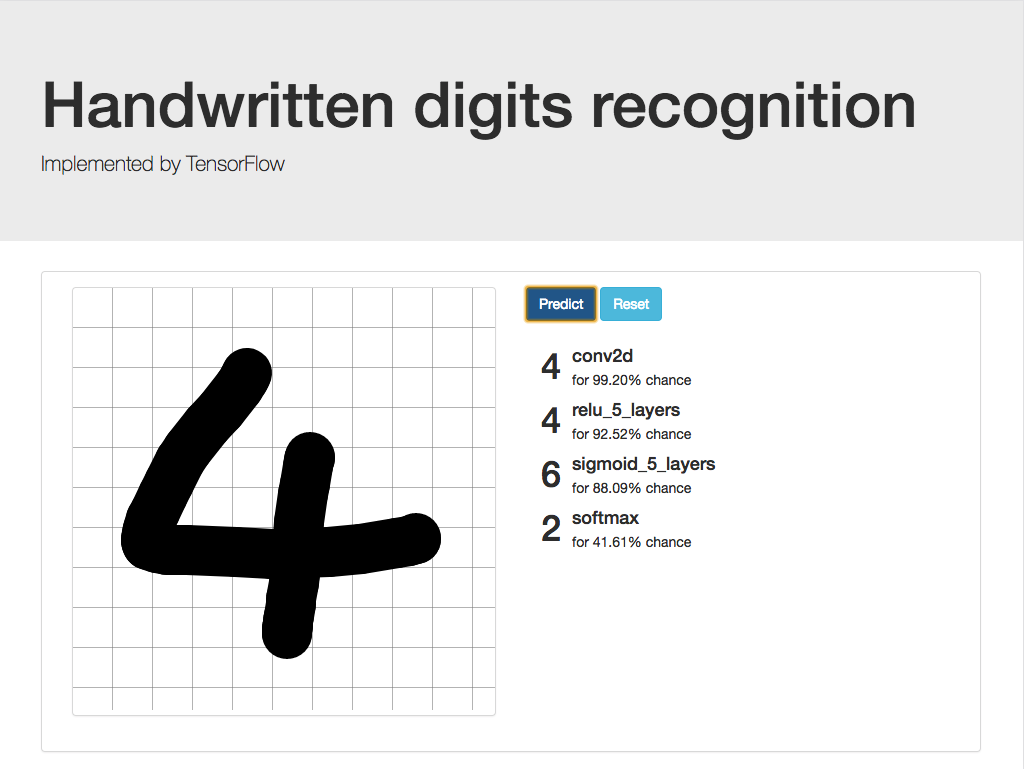 Handwritten digits recognition
Implemented by TensorFlow
4
Predict Reset
4 conv2d
for 99.20% chance
4 relu_5_layers
for 92.52% chance
6 sigmoid_5_layers
for 88.09% chance
2 softmax
for 41.61% chance